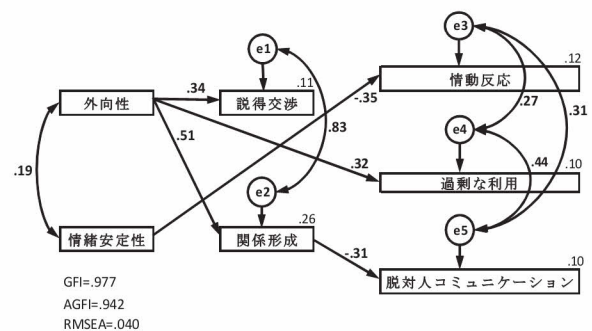 e3
.12
情動反応
e1
.11
説得交渉
.34
外向性
-.35
.27
.31
.51
.83
e4
.32
.44
.10
過剰な利用
.19
e2
.26
関係形成
情緒安定性
e5
-.31
.10
脱対人コミュニケーション
GFI=.977
AGFI=.942
RMSEA=.040